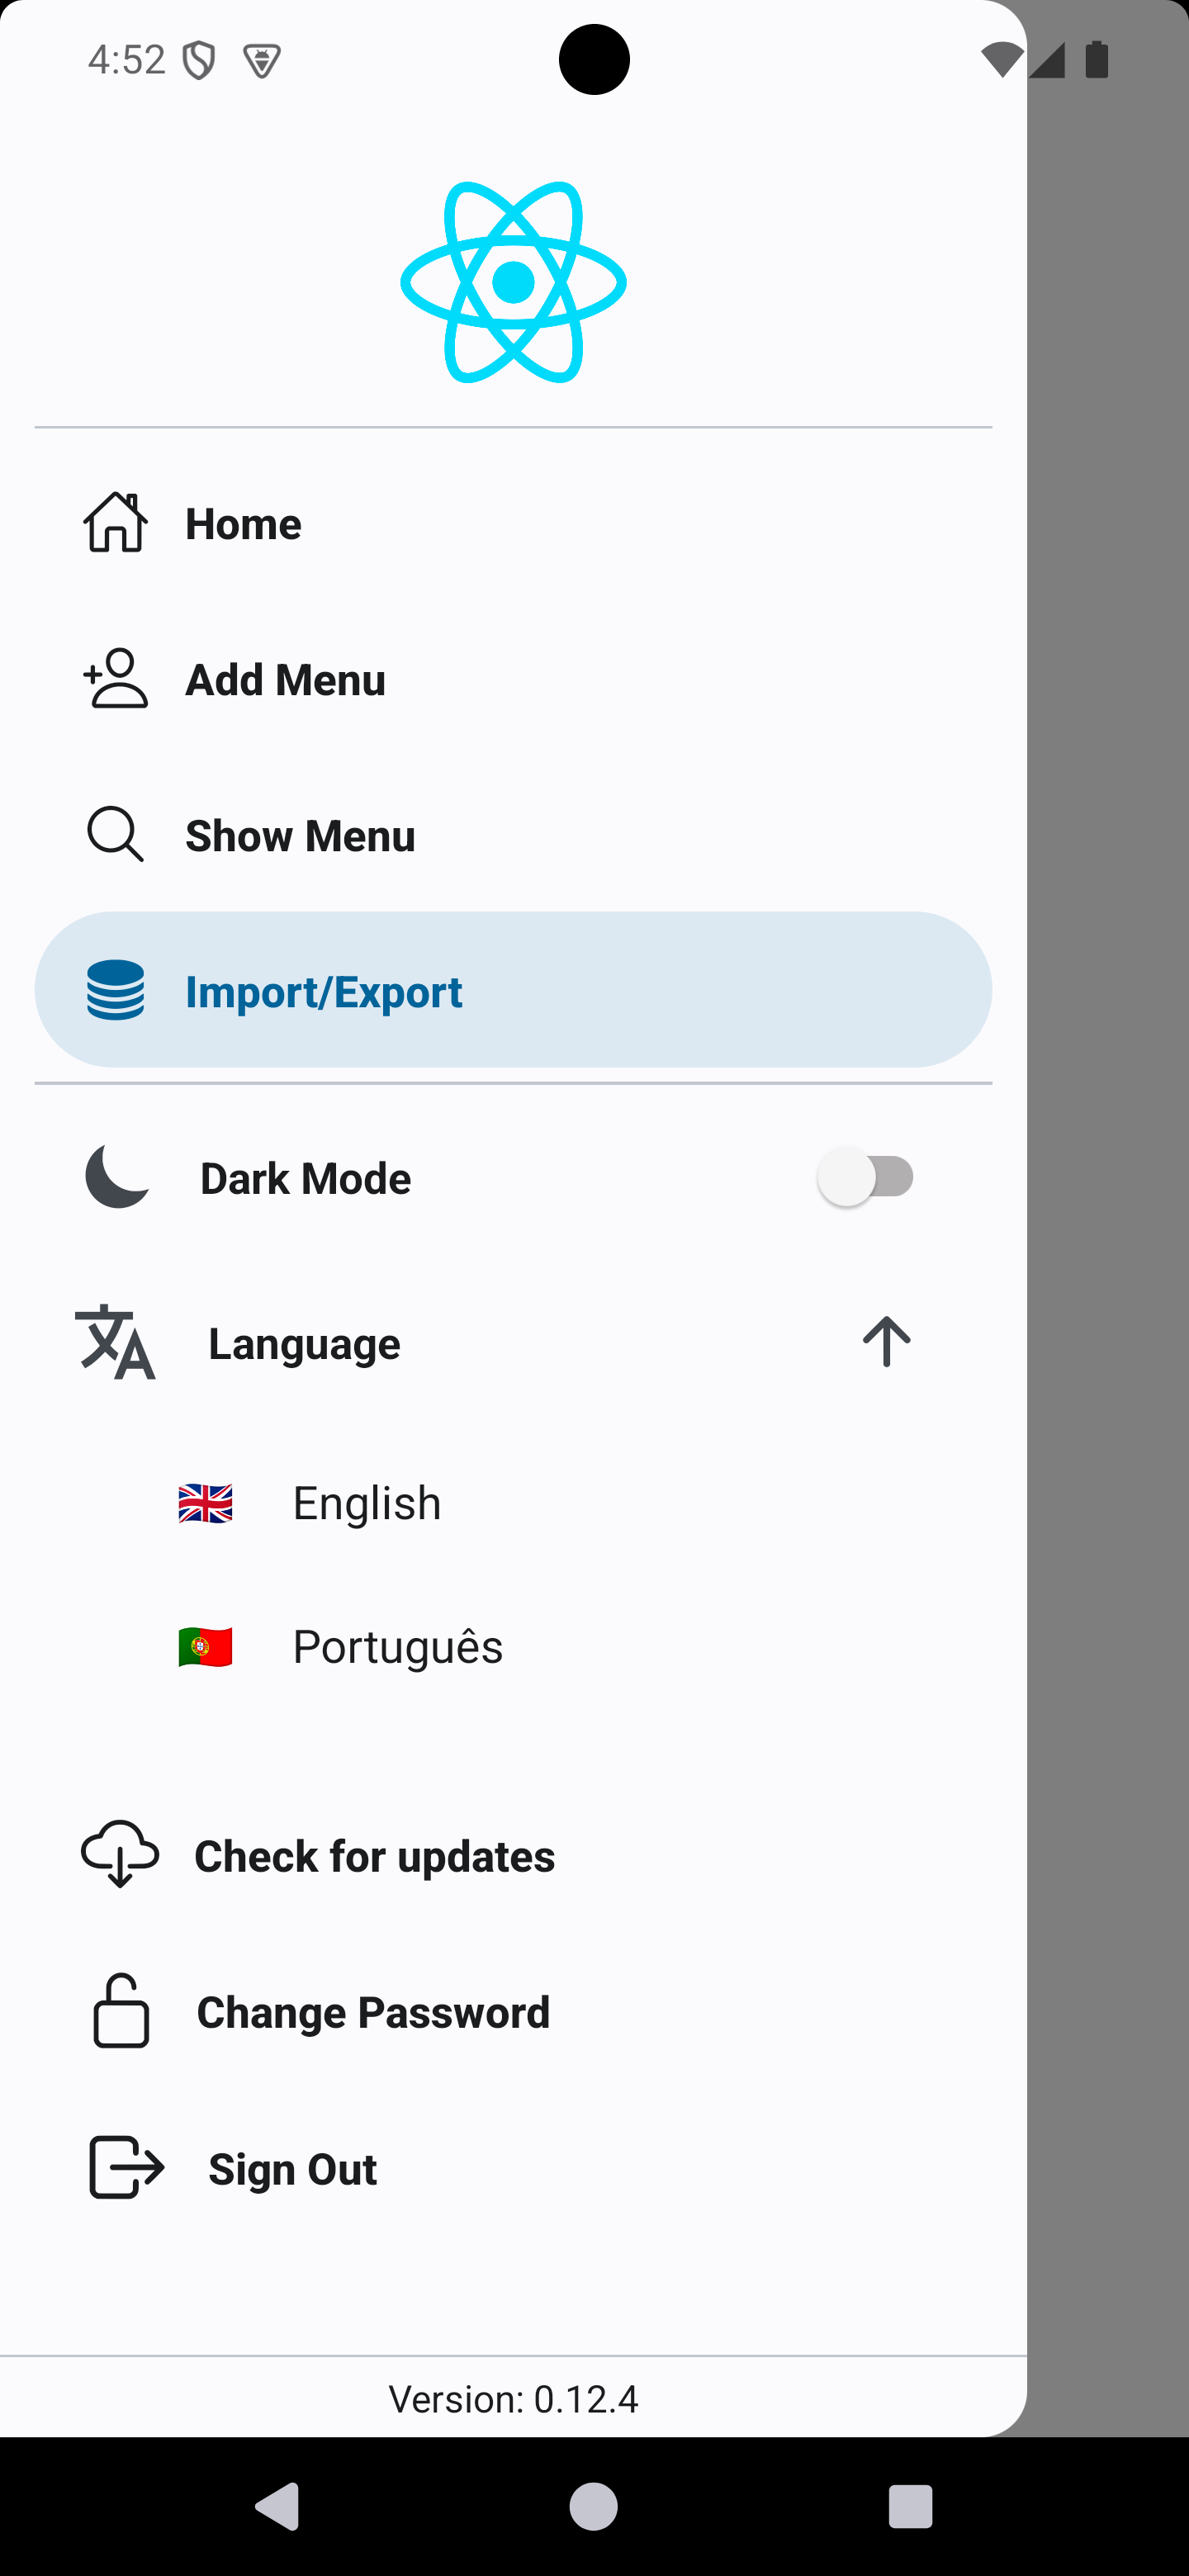 4:52
Home
Add Menu
Show Menu
Import/Export
Dark Mode
Language
English
Português
Check for updates
Change Password
Sign Out
Version: 0.12.4